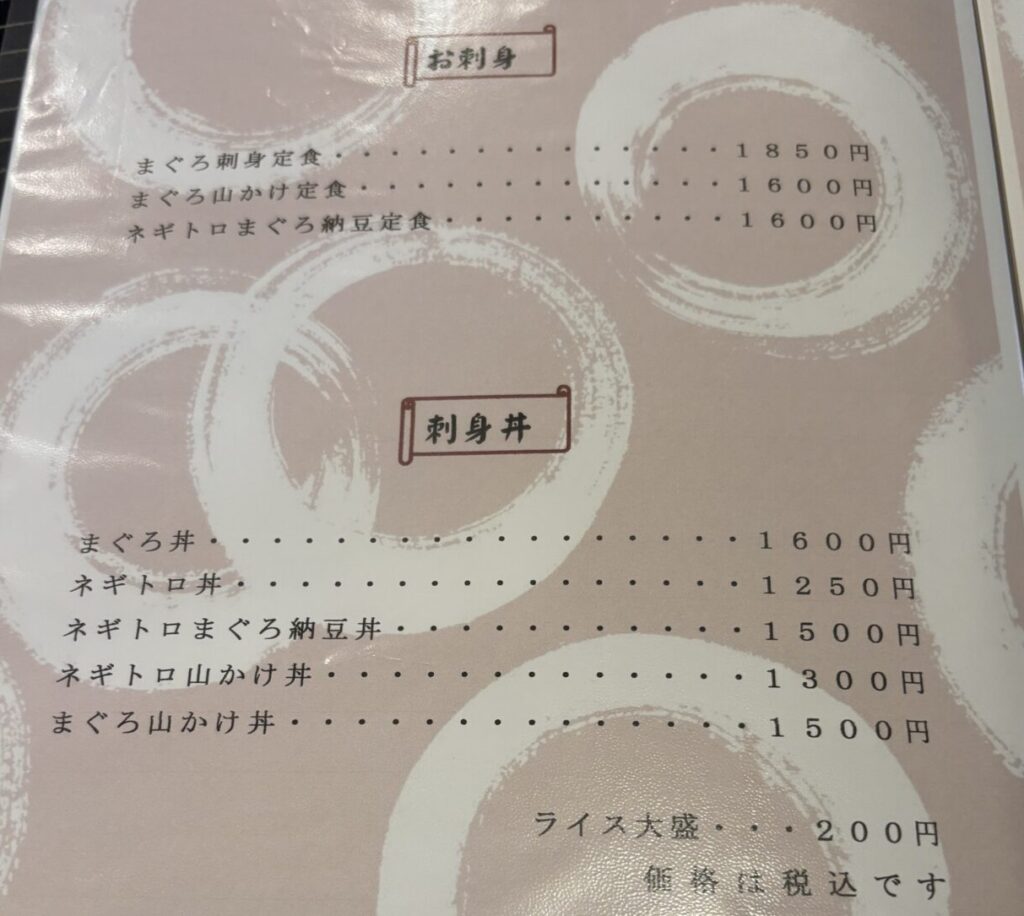 お刺身
まぐろ刺身定食・・・・・・・・・・・・・・・１８５０円
まぐろ山かけ定食・・・・・・・・・・・・・・１６００円
ネギトロまぐろ納豆定食・・・・・・・・・・・１６００円
刺身丼
まぐろ丼・・・・・・・・・・・・・・・・・・１６００円
ネギトロ丼・・・・・・・・・・・・・・・・・１２５０円
ネギトロまぐろ納豆丼・・・・・・・・・・・・１５００円
ネギトロ山かけ丼・・・・・・・・・・・・・・１３００円
まぐろ山かけ丼・・・・・・・・・・・・・・・１５００円
ライス大盛・・・２００円
価格は税込です